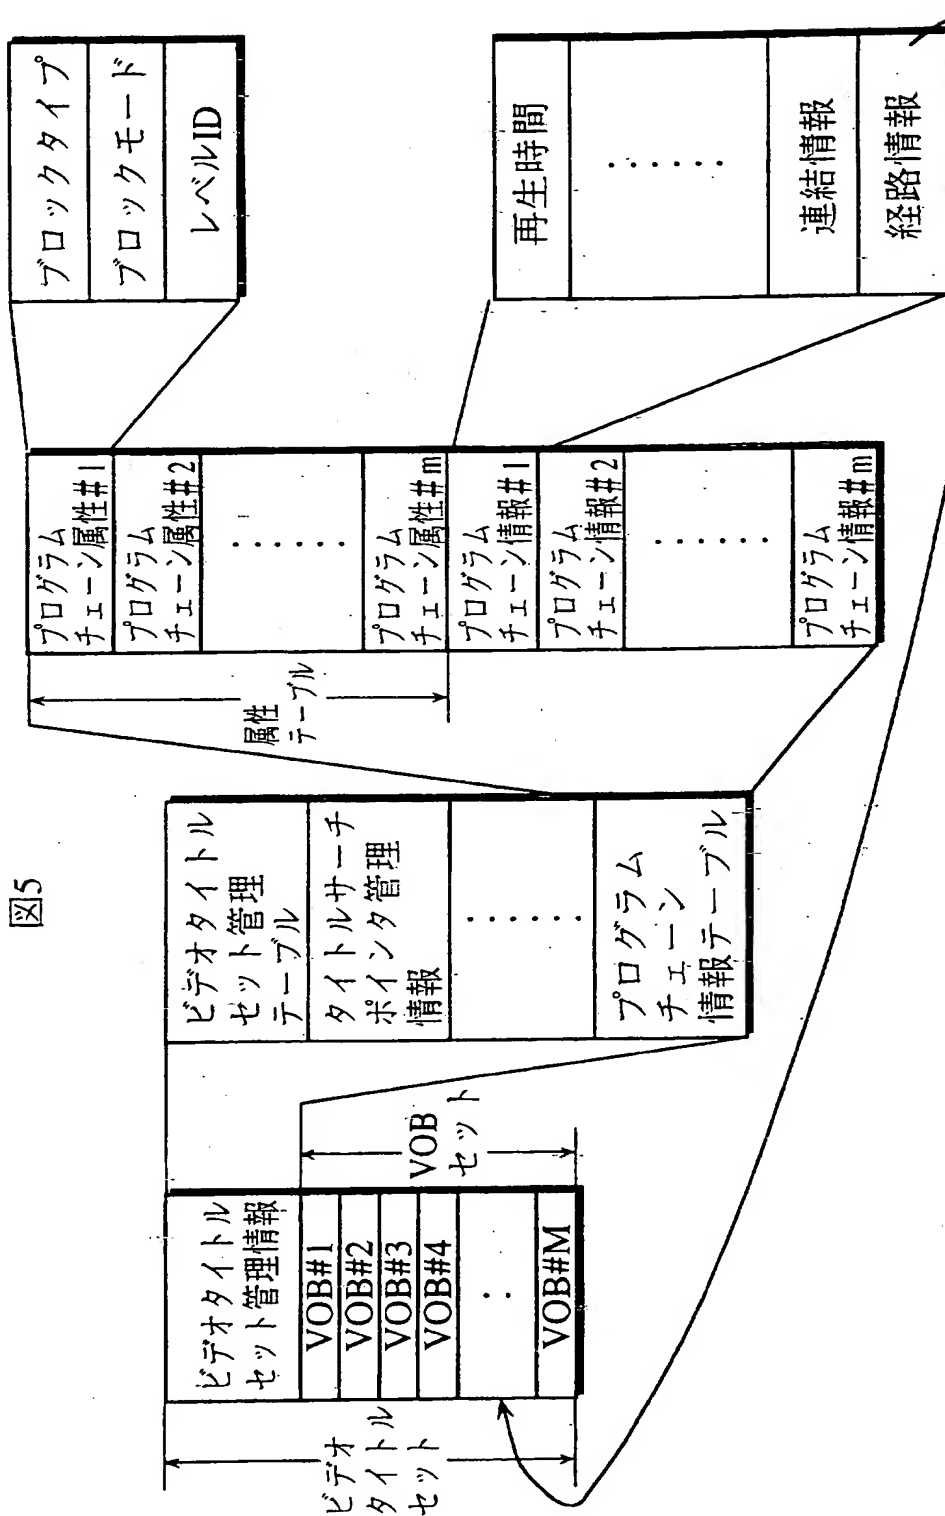 図5
ビデオ
タイトル
セット
ビデオタイトル
セット管理情報
VOB#1
VOB#2
VOB#3
VOB#4
:
VOB#M
VOB
セット
ビデオタイトル
セット管理
テーブル
タイトルサーチ
ポインタ管理
情報
......
プログラム
チェーン
情報テーブル
属性
テーブル
プログラム
チェーン属性#1
プログラム
チェーン属性#2
......
プログラム
チェーン属性#m
プログラム
チェーン情報#1
プログラム
チェーン情報#2
......
プログラム
チェーン情報#m
ブロックタイプ
ブロックモード
レベルID
再生時間
......
連結情報
経路情報